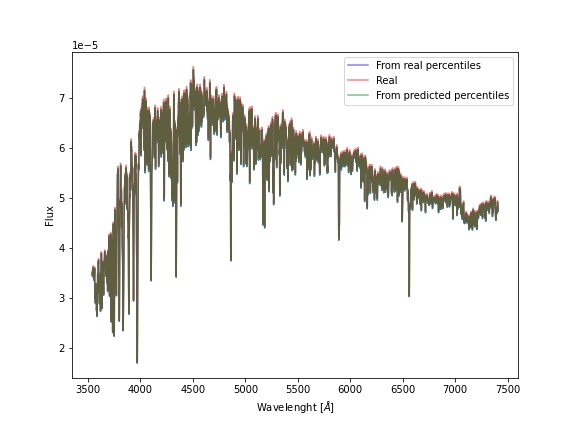 1e−5
From real percentiles
Real
From predicted percentiles
7
6
5
4
3
2
Flux
3500 4000 4500 5000 5500 6000 6500 7000 7500
Wavelenght [Å]